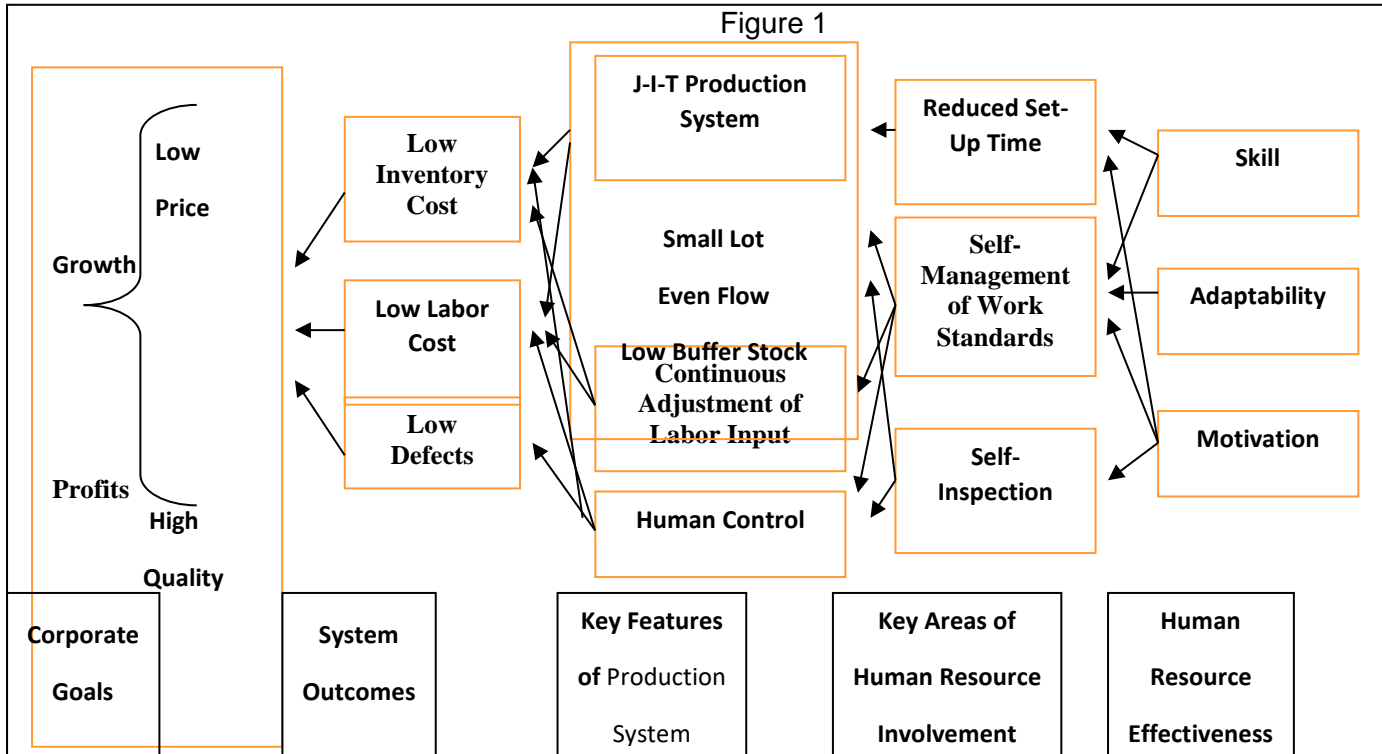 Figure 1
Low
Price
Growth
Profits
High
Quality
Low
Inventory
Cost
Low Labor
Cost
Low
Defects
J-I-T Production
System
Small Lot
Even Flow
Low Buffer Stock
Continuous
Adjustment of
Labor Input
Human Control
Reduced Set-
Up Time
Self-
Management
of Work
Standards
Self-
Inspection
Skill
Adaptability
Motivation
Corporate
Goals
System
Outcomes
Key Features
of Production
System
Key Areas of
Human Resource
Involvement
Human
Resource
Effectiveness